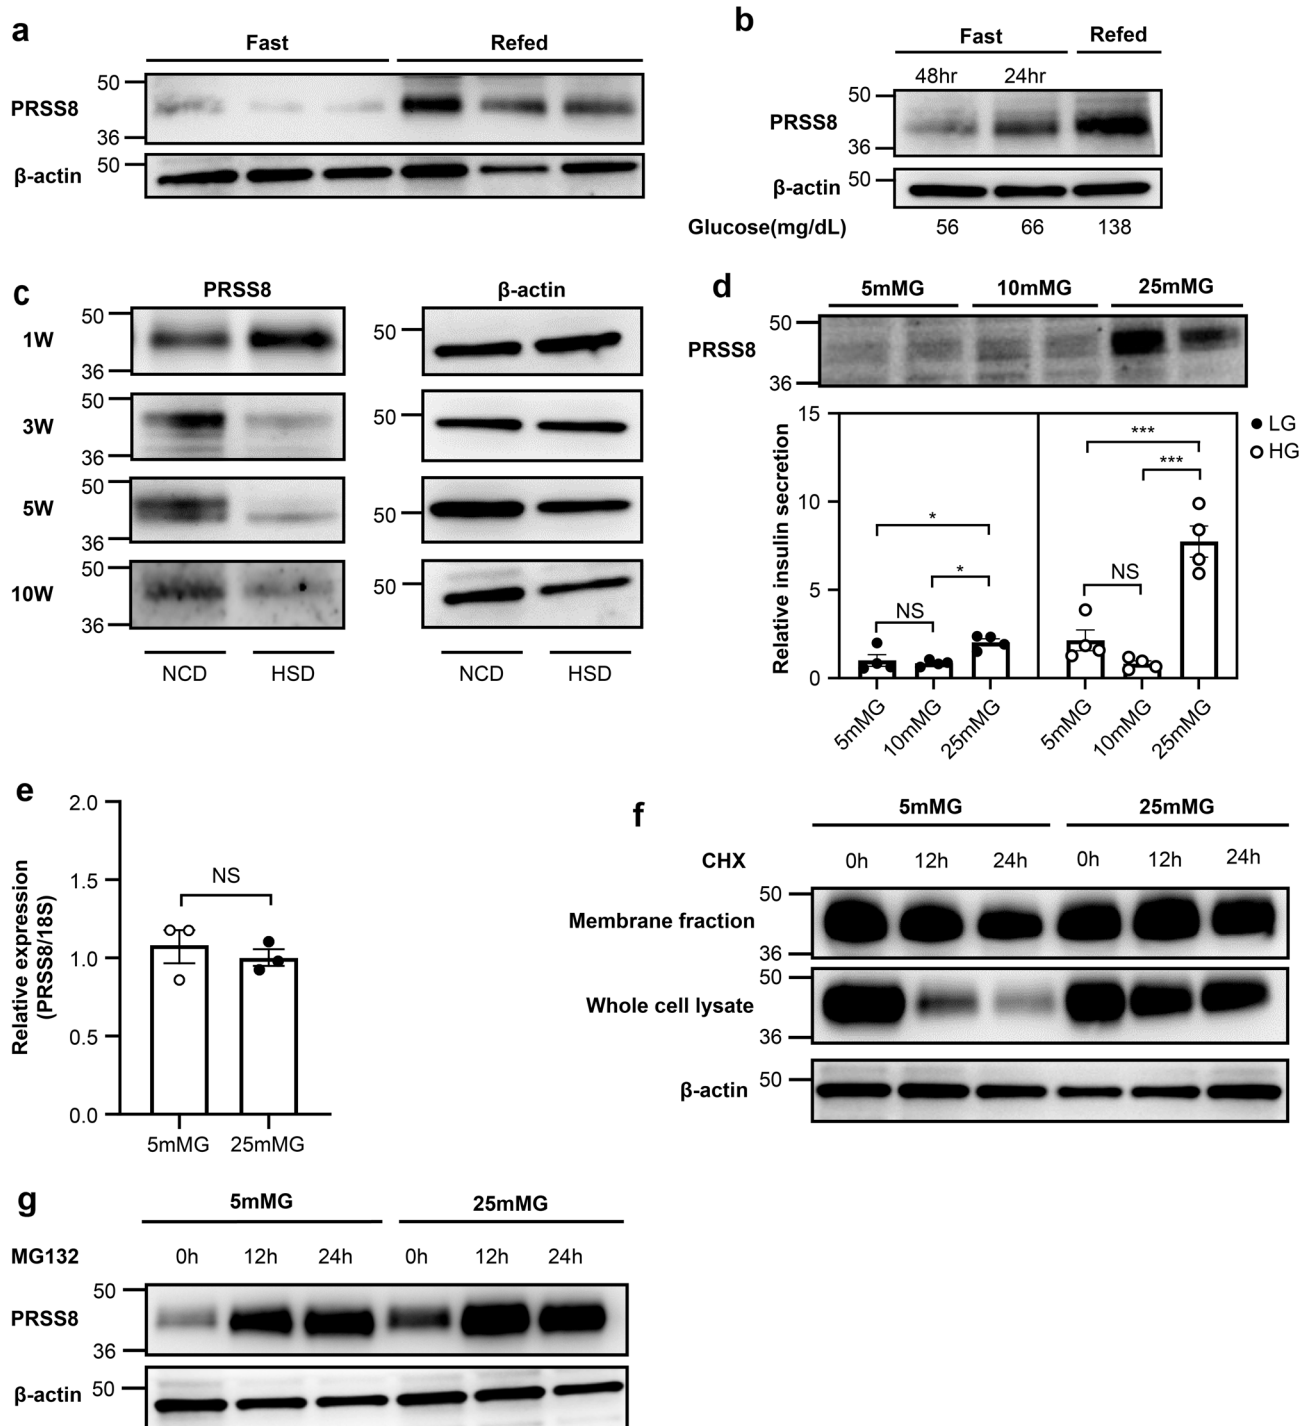 a
Fast Refed
50
PRSS8
36
50
β-actin
b
Fast Refed
48hr 24hr
50
PRSS8
36
50
β-actin
Glucose(mg/dL) 56 66 138
c
PRSS8 β-actin
50
1W 50
36
50
3W 50
36
50
5W 50
36
50
10W 50
36
NCD HSD NCD HSD
d
5mMG 10mMG 25mMG
50
PRSS8
36
Relative insulin secretion
15
10
5
0
* * NS
*** *** NS
LG
HG
5mMG 10mMG 25mMG 5mMG 10mMG 25mMG
e
Relative expression
(PRSS8/18S)
2.0
1.5
1.0
0.5
0.0
NS
5mMG 25mMG
f
5mMG 25mMG
CHX 0h 12h 24h 0h 12h 24h
50
Membrane fraction
36
50
Whole cell lysate
36
50
β-actin
g
5mMG 25mMG
MG132 0h 12h 24h 0h 12h 24h
50
PRSS8
36
β-actin 50